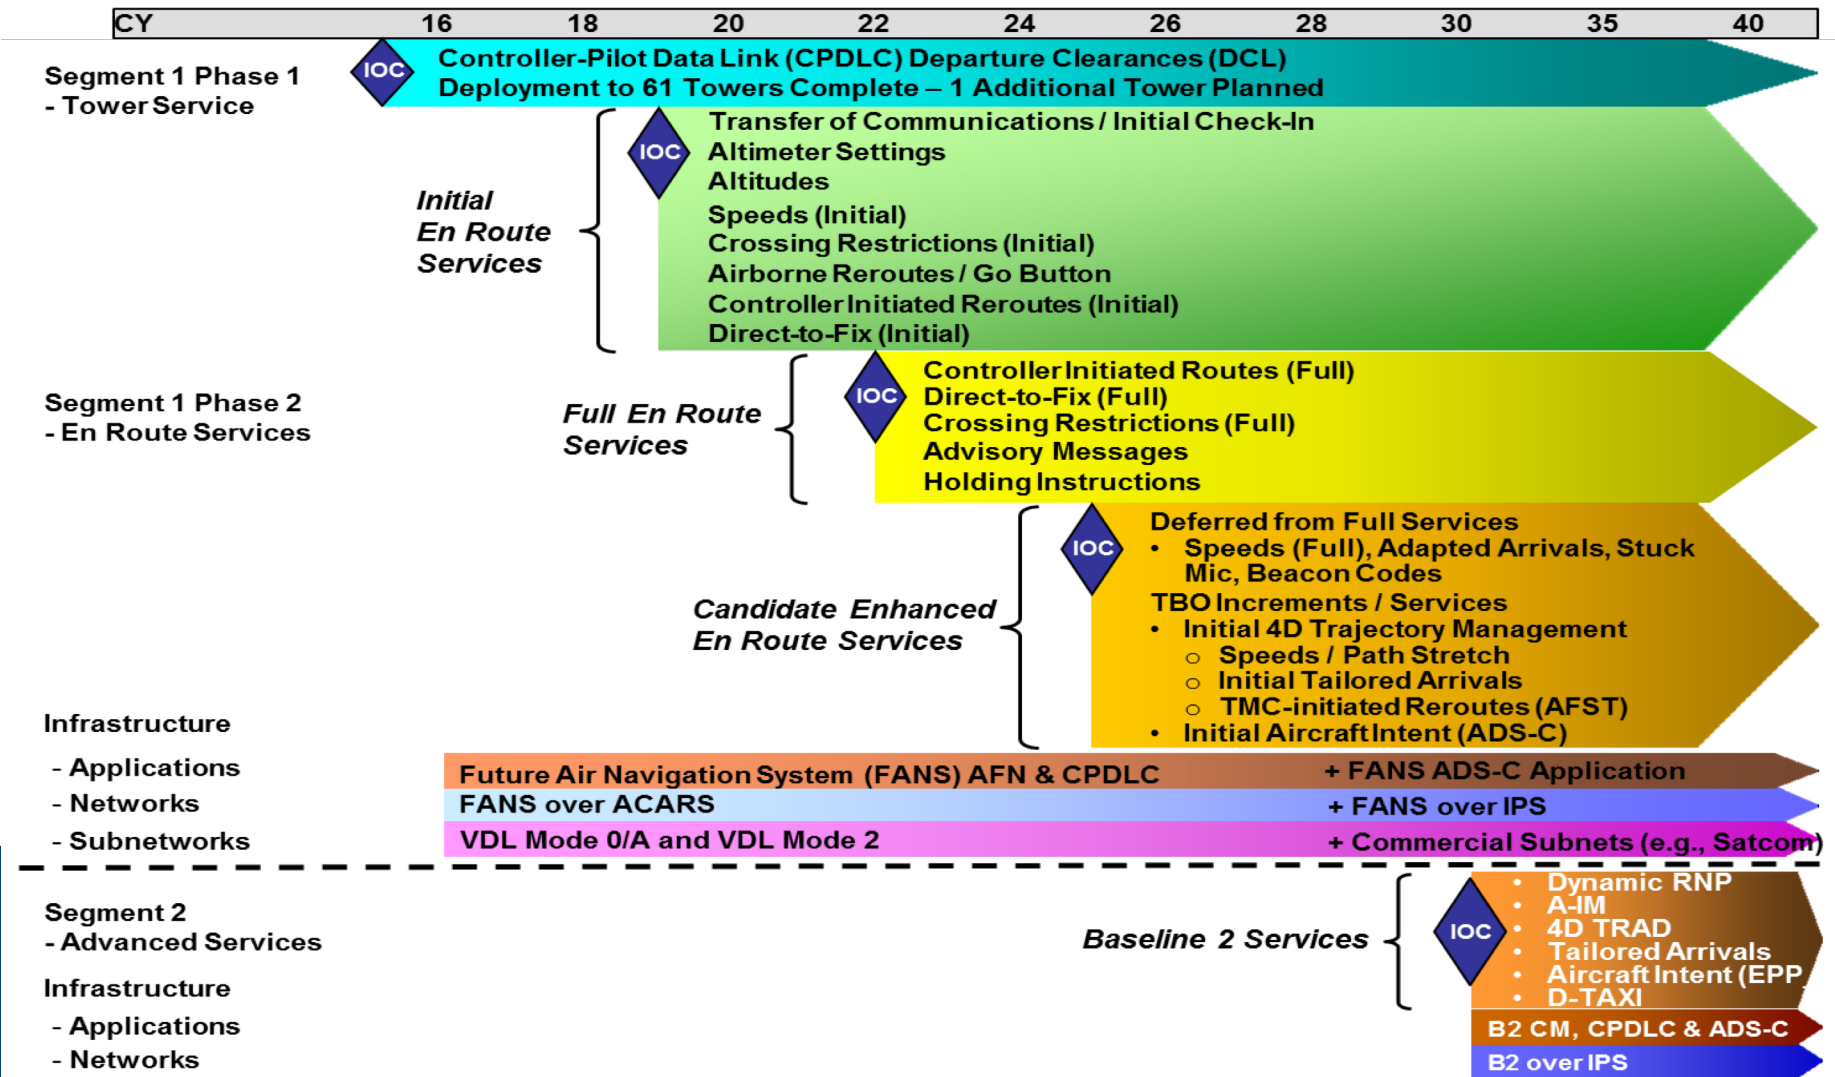 CY 16 18 20 22 24 26 28 30 35 40
Segment 1 Phase 1
- Tower Service
IOC
Controller-Pilot Data Link (CPDLC) Departure Clearances (DCL)
Deployment to 61 Towers Complete – 1 Additional Tower Planned
Initial
En Route
Services
IOC
Transfer of Communications / Initial Check-In
Altimeter Settings
Altitudes
Speeds (Initial)
Crossing Restrictions (Initial)
Airborne Reroutes / Go Button
Controller Initiated Reroutes (Initial)
Direct-to-Fix (Initial)
Segment 1 Phase 2
- En Route Services
Full En Route
Services
IOC
Controller Initiated Routes (Full)
Direct-to-Fix (Full)
Crossing Restrictions (Full)
Advisory Messages
Holding Instructions
Candidate Enhanced
En Route Services
IOC
Deferred from Full Services
• Speeds (Full), Adapted Arrivals, Stuck
Mic, Beacon Codes
TBO Increments / Services
• Initial 4D Trajectory Management
o Speeds / Path Stretch
o Initial Tailored Arrivals
o TMC-initiated Reroutes (AFST)
• Initial Aircraft Intent (ADS-C)
Infrastructure
- Applications
Future Air Navigation System (FANS) AFN & CPDLC + FANS ADS-C Application
- Networks
FANS over ACARS + FANS over IPS
- Subnetworks
VDL Mode 0/A and VDL Mode 2 + Commercial Subnets (e.g., Satcom)
Segment 2
- Advanced Services
Baseline 2 Services
IOC
• Dynamic RNP
• A-IM
• 4D TRAD
• Tailored Arrivals
• Aircraft Intent (EPP
• D-TAXI
Infrastructure
- Applications
B2 CM, CPDLC & ADS-C
- Networks
B2 over IPS